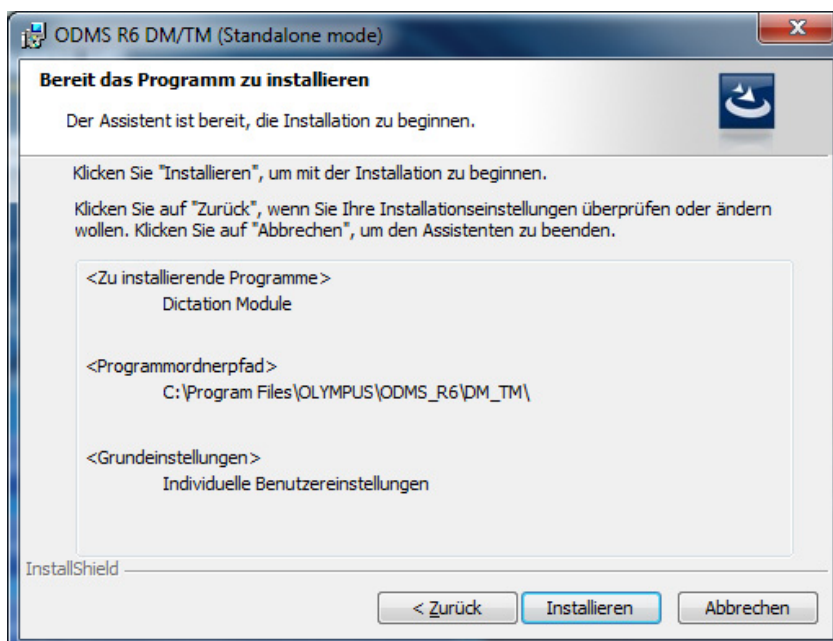 ODMS R6 DM/TM (Standalone mode)
Bereit das Programm zu installieren
Der Assistent ist bereit, die Installation zu beginnen.
Klicken Sie "Installieren", um mit der Installation zu beginnen.
Klicken Sie auf "Zurück", wenn Sie Ihre Installationseinstellungen überprüfen oder ändern
wollen. Klicken Sie auf "Abbrechen", um den Assistenten zu beenden.
<Zu installierende Programme>
Dictation Module
<Programmordnerpfad>
C:\Program Files\OLYMPUS\ODMS_R6\DM_TM\
<Grundeinstellungen>
Individuelle Benutzereinstellungen
InstallShield
< Zurück Installieren Abbrechen